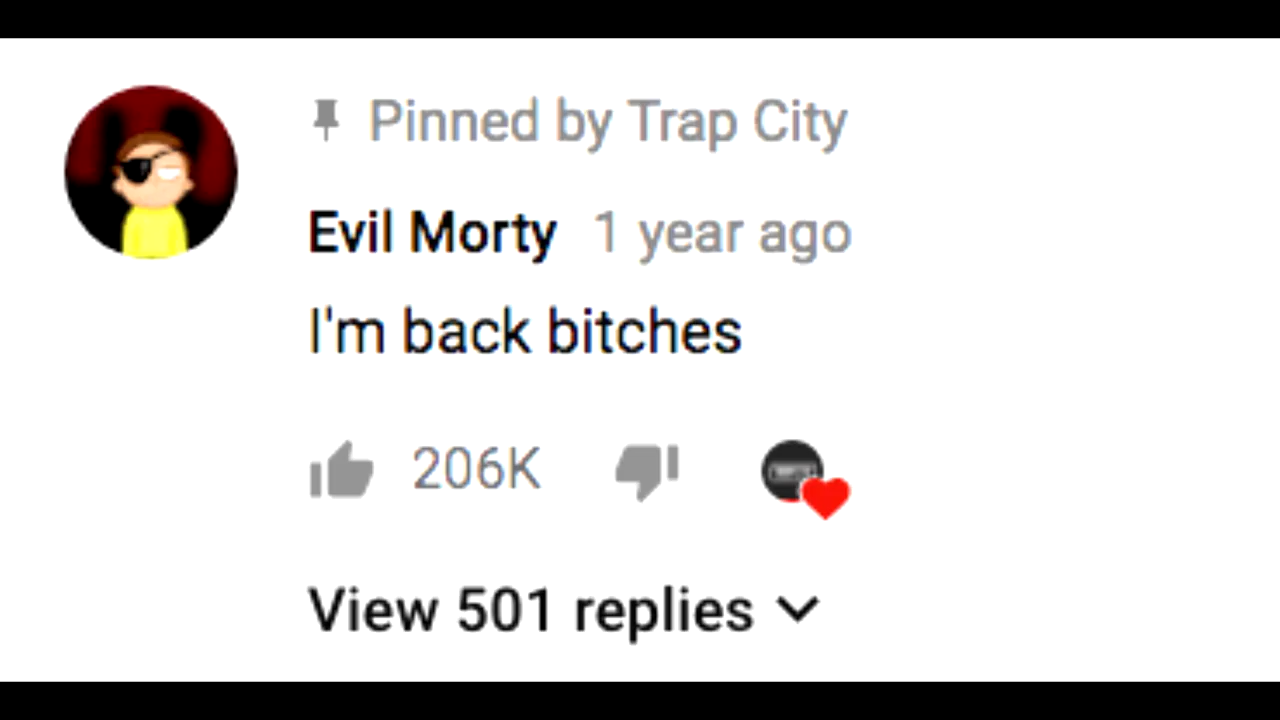 Pinned by Trap City
Evil Morty 1 year ago
I'm back bitches
206K
View 501 replies